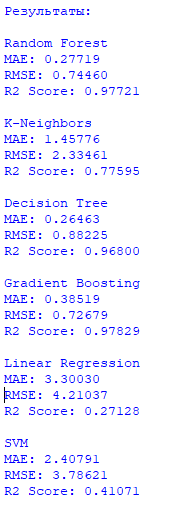 Результаты:
Random Forest
MAE: 0.27719
RMSE: 0.74460
R2 Score: 0.97721
K-Neighbors
MAE: 1.45776
RMSE: 2.33461
R2 Score: 0.77595
Decision Tree
MAE: 0.26463
RMSE: 0.88225
R2 Score: 0.96800
Gradient Boosting
MAE: 0.38519
RMSE: 0.72679
R2 Score: 0.97829
Linear Regression
MAE: 3.30030
RMSE: 4.21037
R2 Score: 0.27128
SVM
MAE: 2.40791
RMSE: 3.78621
R2 Score: 0.41071